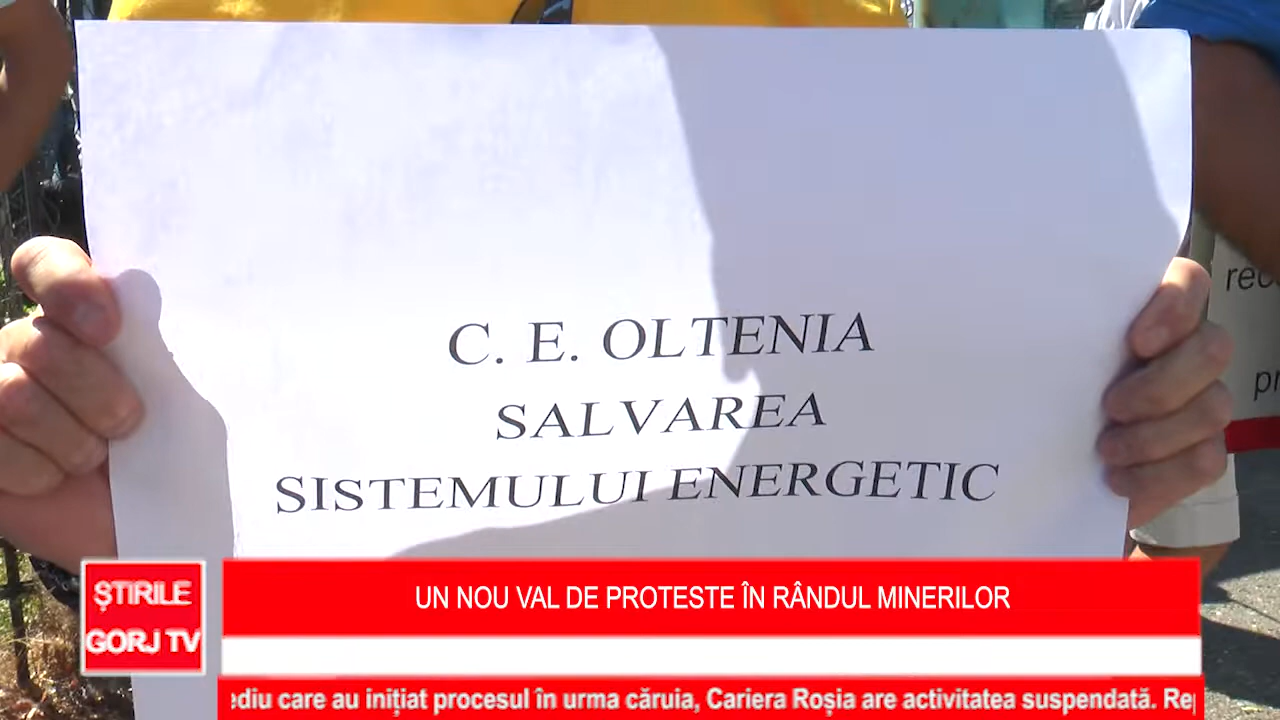 C. E. OLTENIA
SALVAREA
SISTEMULUI ENERGETIC
ȘTIRILE
GORJ TV
UN NOU VAL DE PROTESTE ÎN RÂNDUL MINERILOR
care au inițiat procesul în urma căruia, Cariera Roșia are activitatea suspendată.